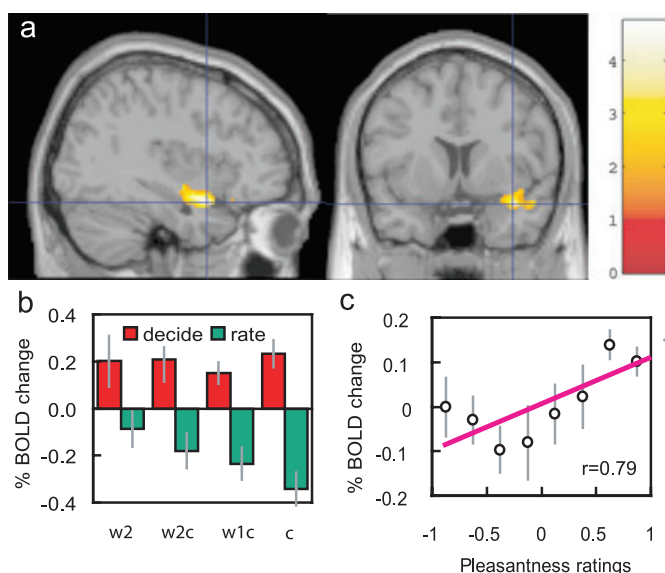 a
4
3
2
1
0
b
% BOLD change
0.4
0.2
0.0
-0.2
-0.4
decide rate
w2 w2c w1c c
c
% BOLD change
0.2
0.1
0
-0.1
-0.2
r=0.79
-1 -0.5 0 0.5 1
Pleasantness ratings